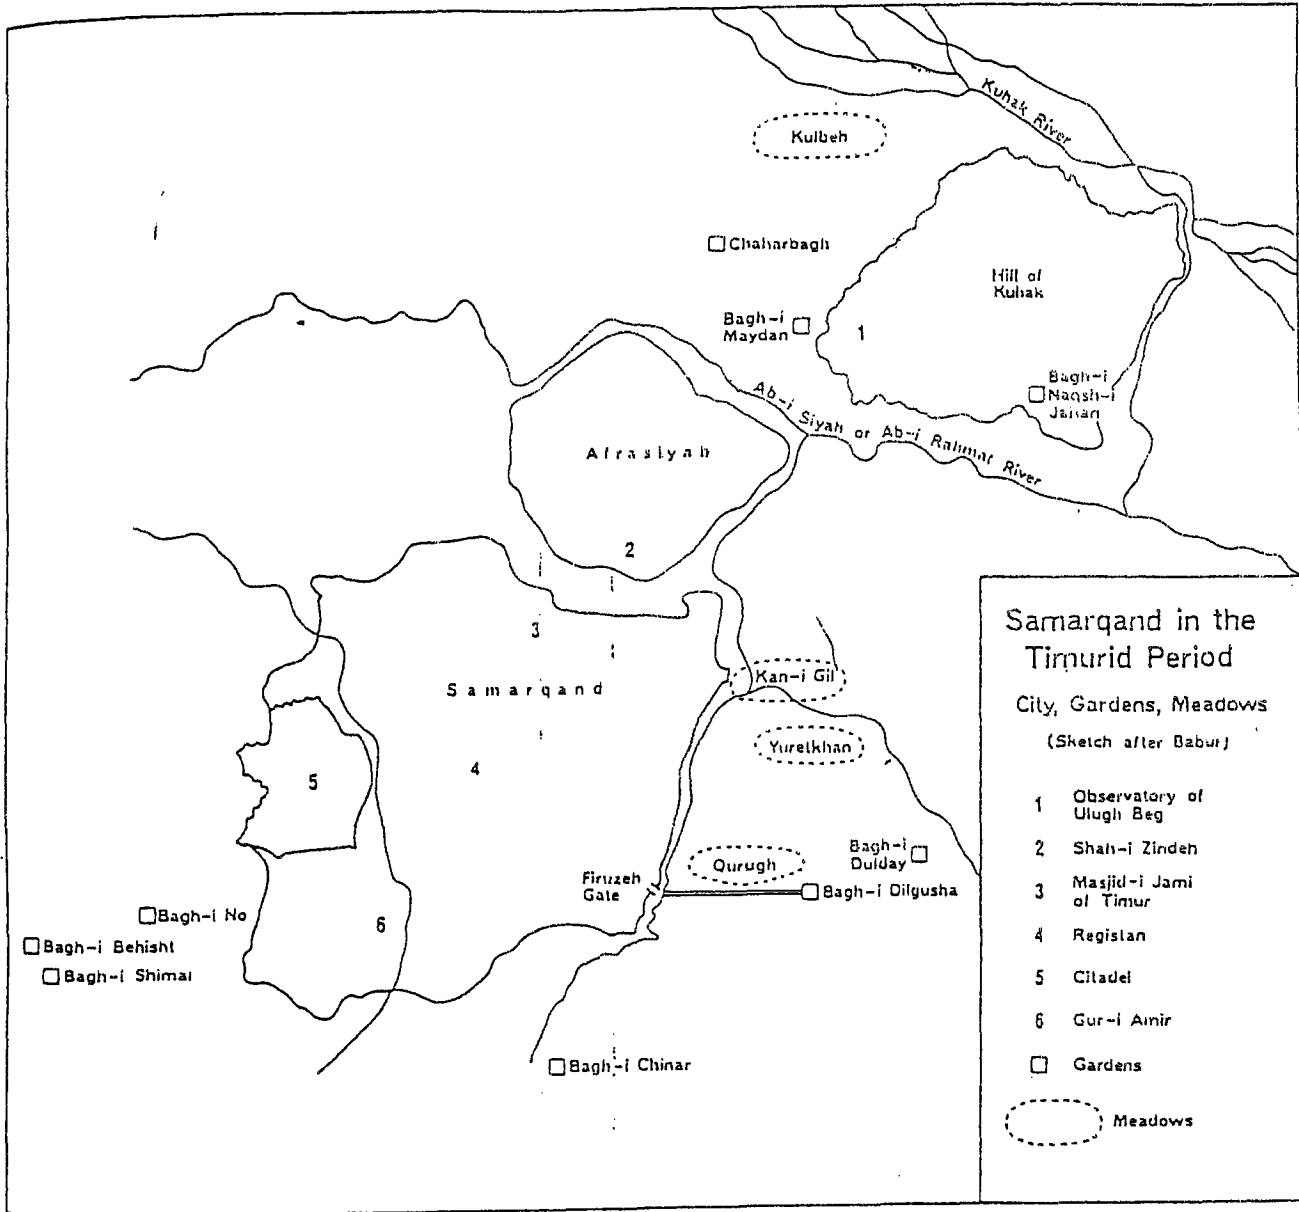 Kuhak River
Kulbeh
Chaharbagh
Hill of
Kuhak
Bagh-i
Maydan
1
Bagh-i
Naqsh-i
Jahan
Ab-i Siyah or Ab-i Rahmat River
Afrasiyab
2
3
Samarqand
Kan-i Gil
Yuretkhan
4
5
Qurugh
Bagh-i
Dulday
Firuzeh
Gate
Bagh-i Dilgusha
Bagh-i No
6
Bagh-i Behisht
Bagh-i Shimal
Bagh-i Chinar
Samarqand in the
Timurid Period
City, Gardens, Meadows
(Sketch after Babur)
1 Observatory of
Ulugh Beg
2 Shah-i Zindeh
3 Masjid-i Jami
of Timur
4 Registan
5 Citadel
6 Gur-i Amir
Gardens
Meadows